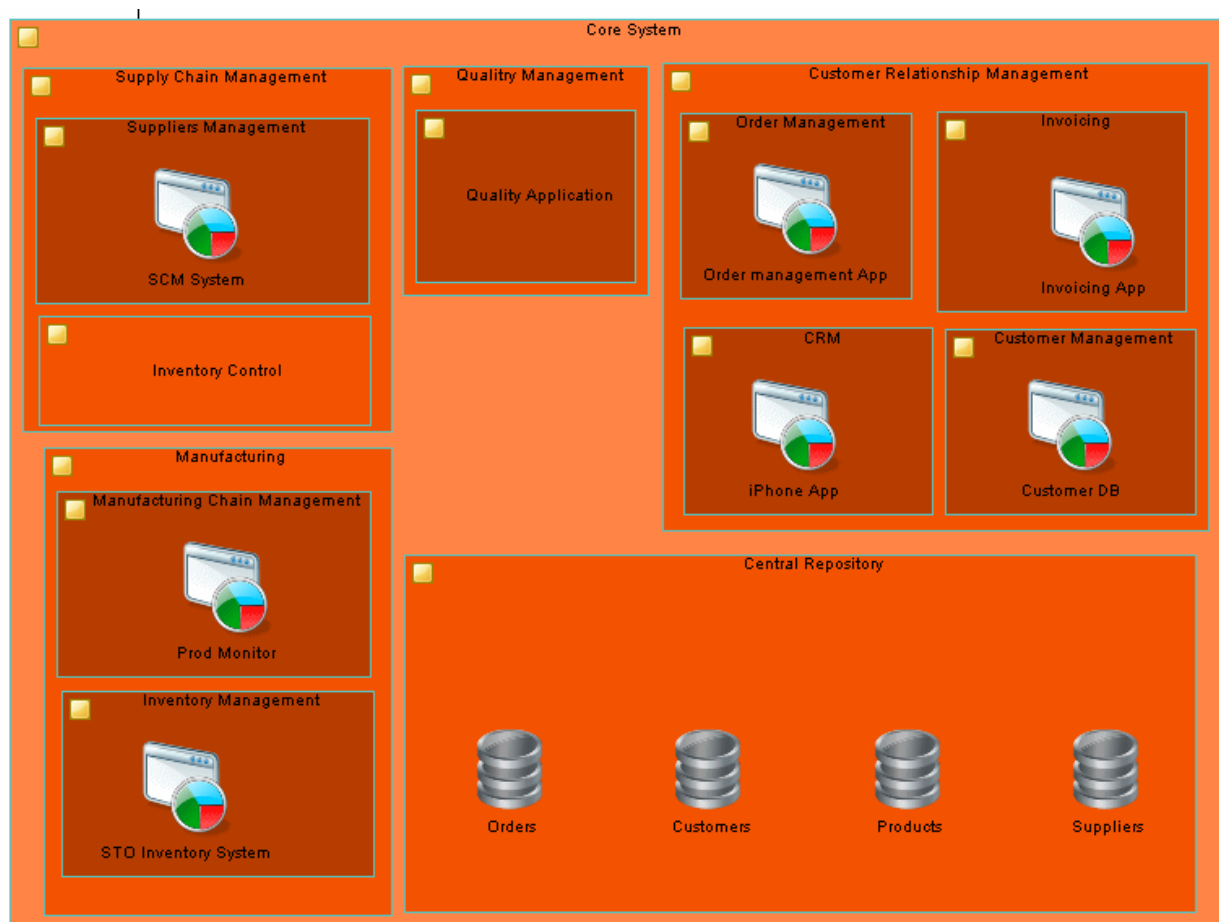 Core System
Supply Chain Management
Suppliers Management
SCM System
Inventory Control
Qualitry Management
Quality Application
Customer Relationship Management
Order Management
Order management App
Invoicing
Invoicing App
CRM
iPhone App
Customer Management
Customer DB
Manufacturing
Manufacturing Chain Management
Prod Monitor
Inventory Management
STO Inventory System
Central Repository
Orders
Customers
Products
Suppliers